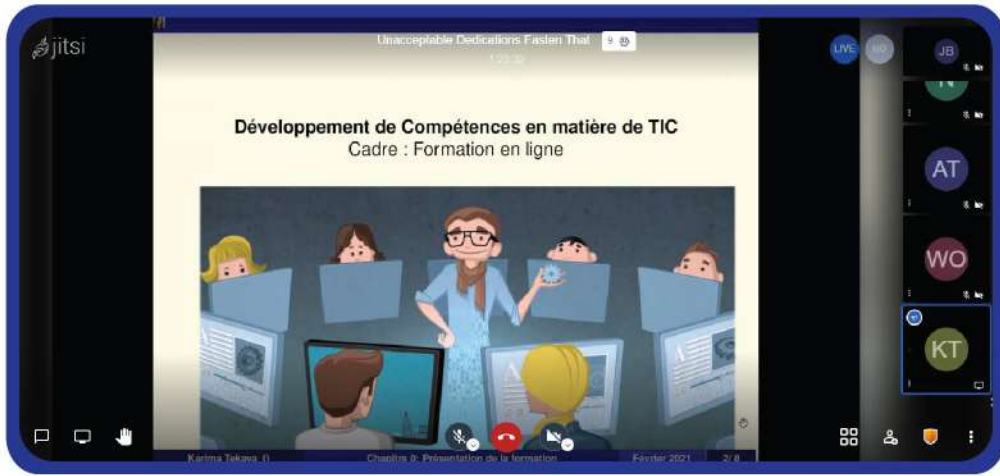 jitsi
Unacceptable Dedications Fasten That 9
LIVE
JB
N
AT
WO
KT
Développement de Compétences en matière de TIC
Cadre : Formation en ligne
Chapitre 0: Présentation de la formation
Février 2021
2/ 8